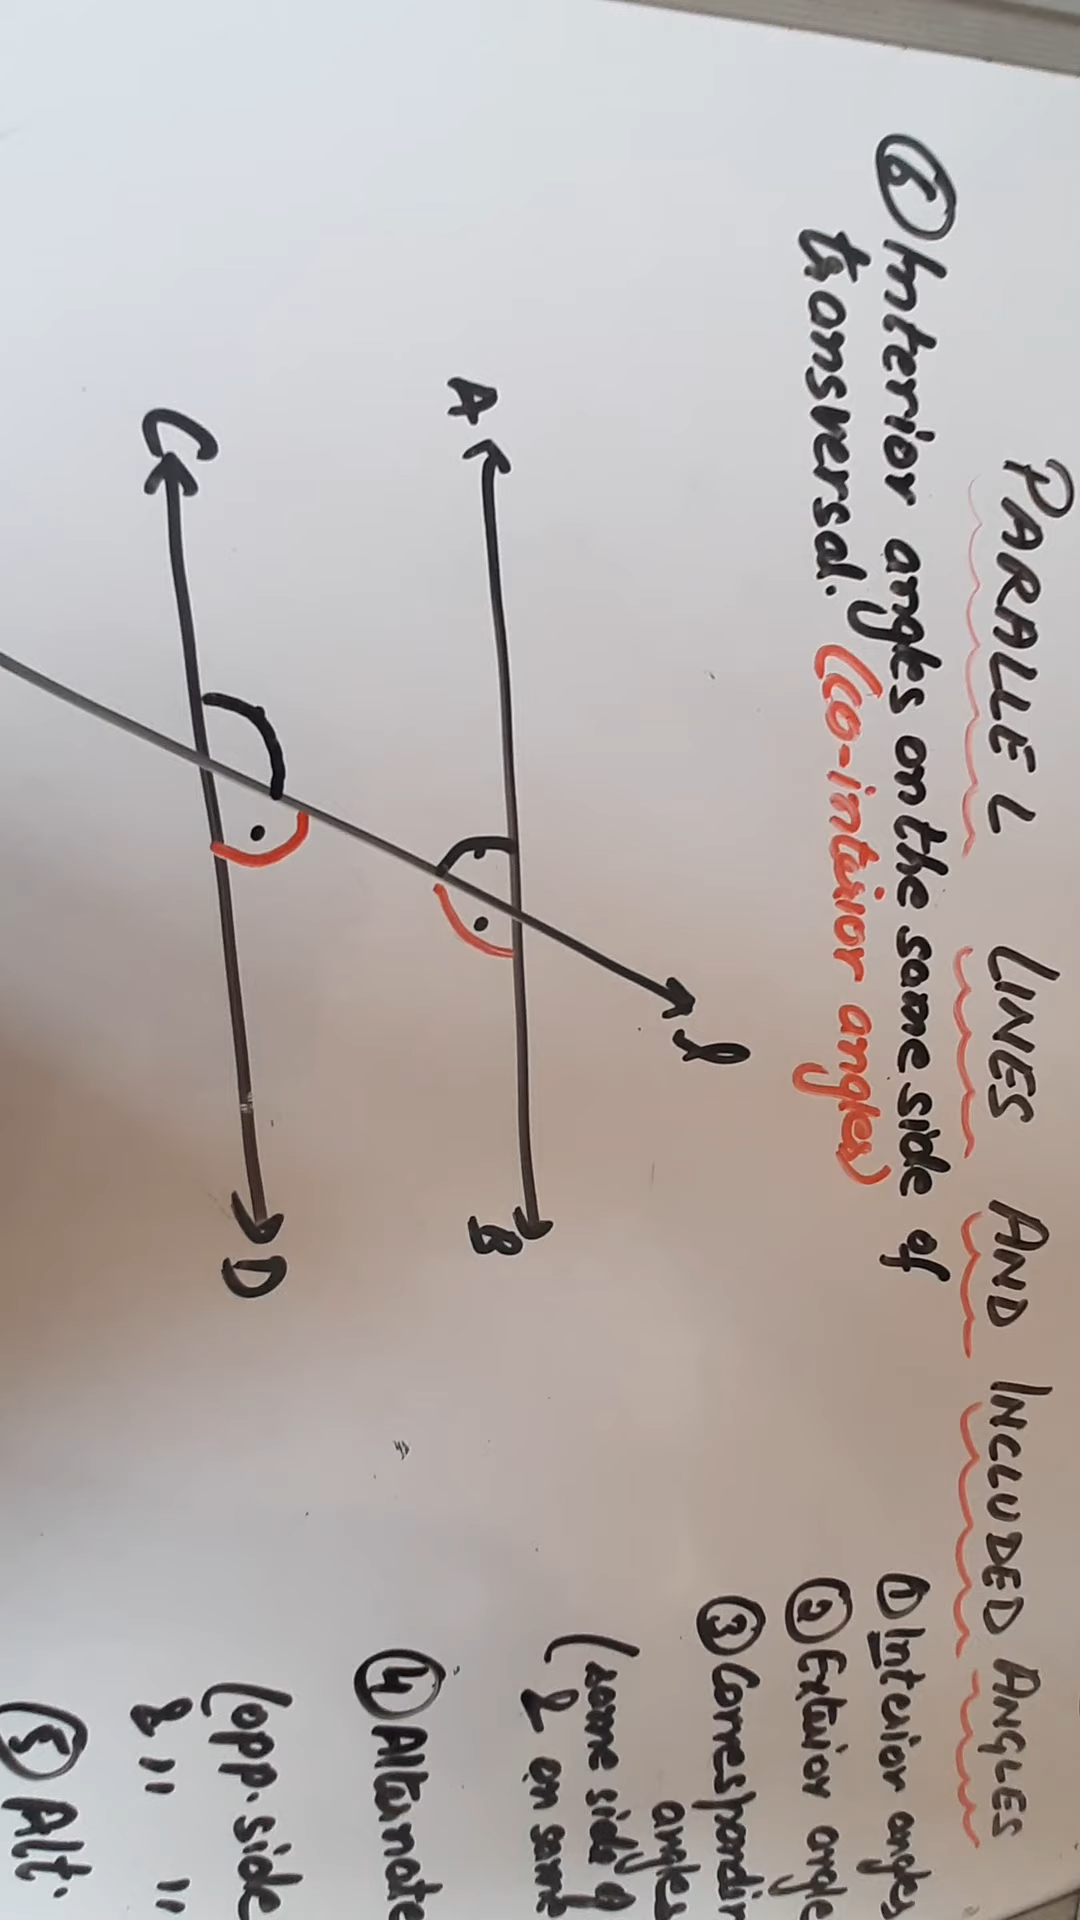 PARALLEL LINES AND INCLUDED ANGLES
⑥ Interior angles on the same side of
transversal. (co-interior angles)
l
A
B
C
D
① Interior angles
② Exterior angle
③ Correspondin
angles
(same side of
& on same
④ Alternate
(opp. side
& ,, ,,
⑤ Alt.